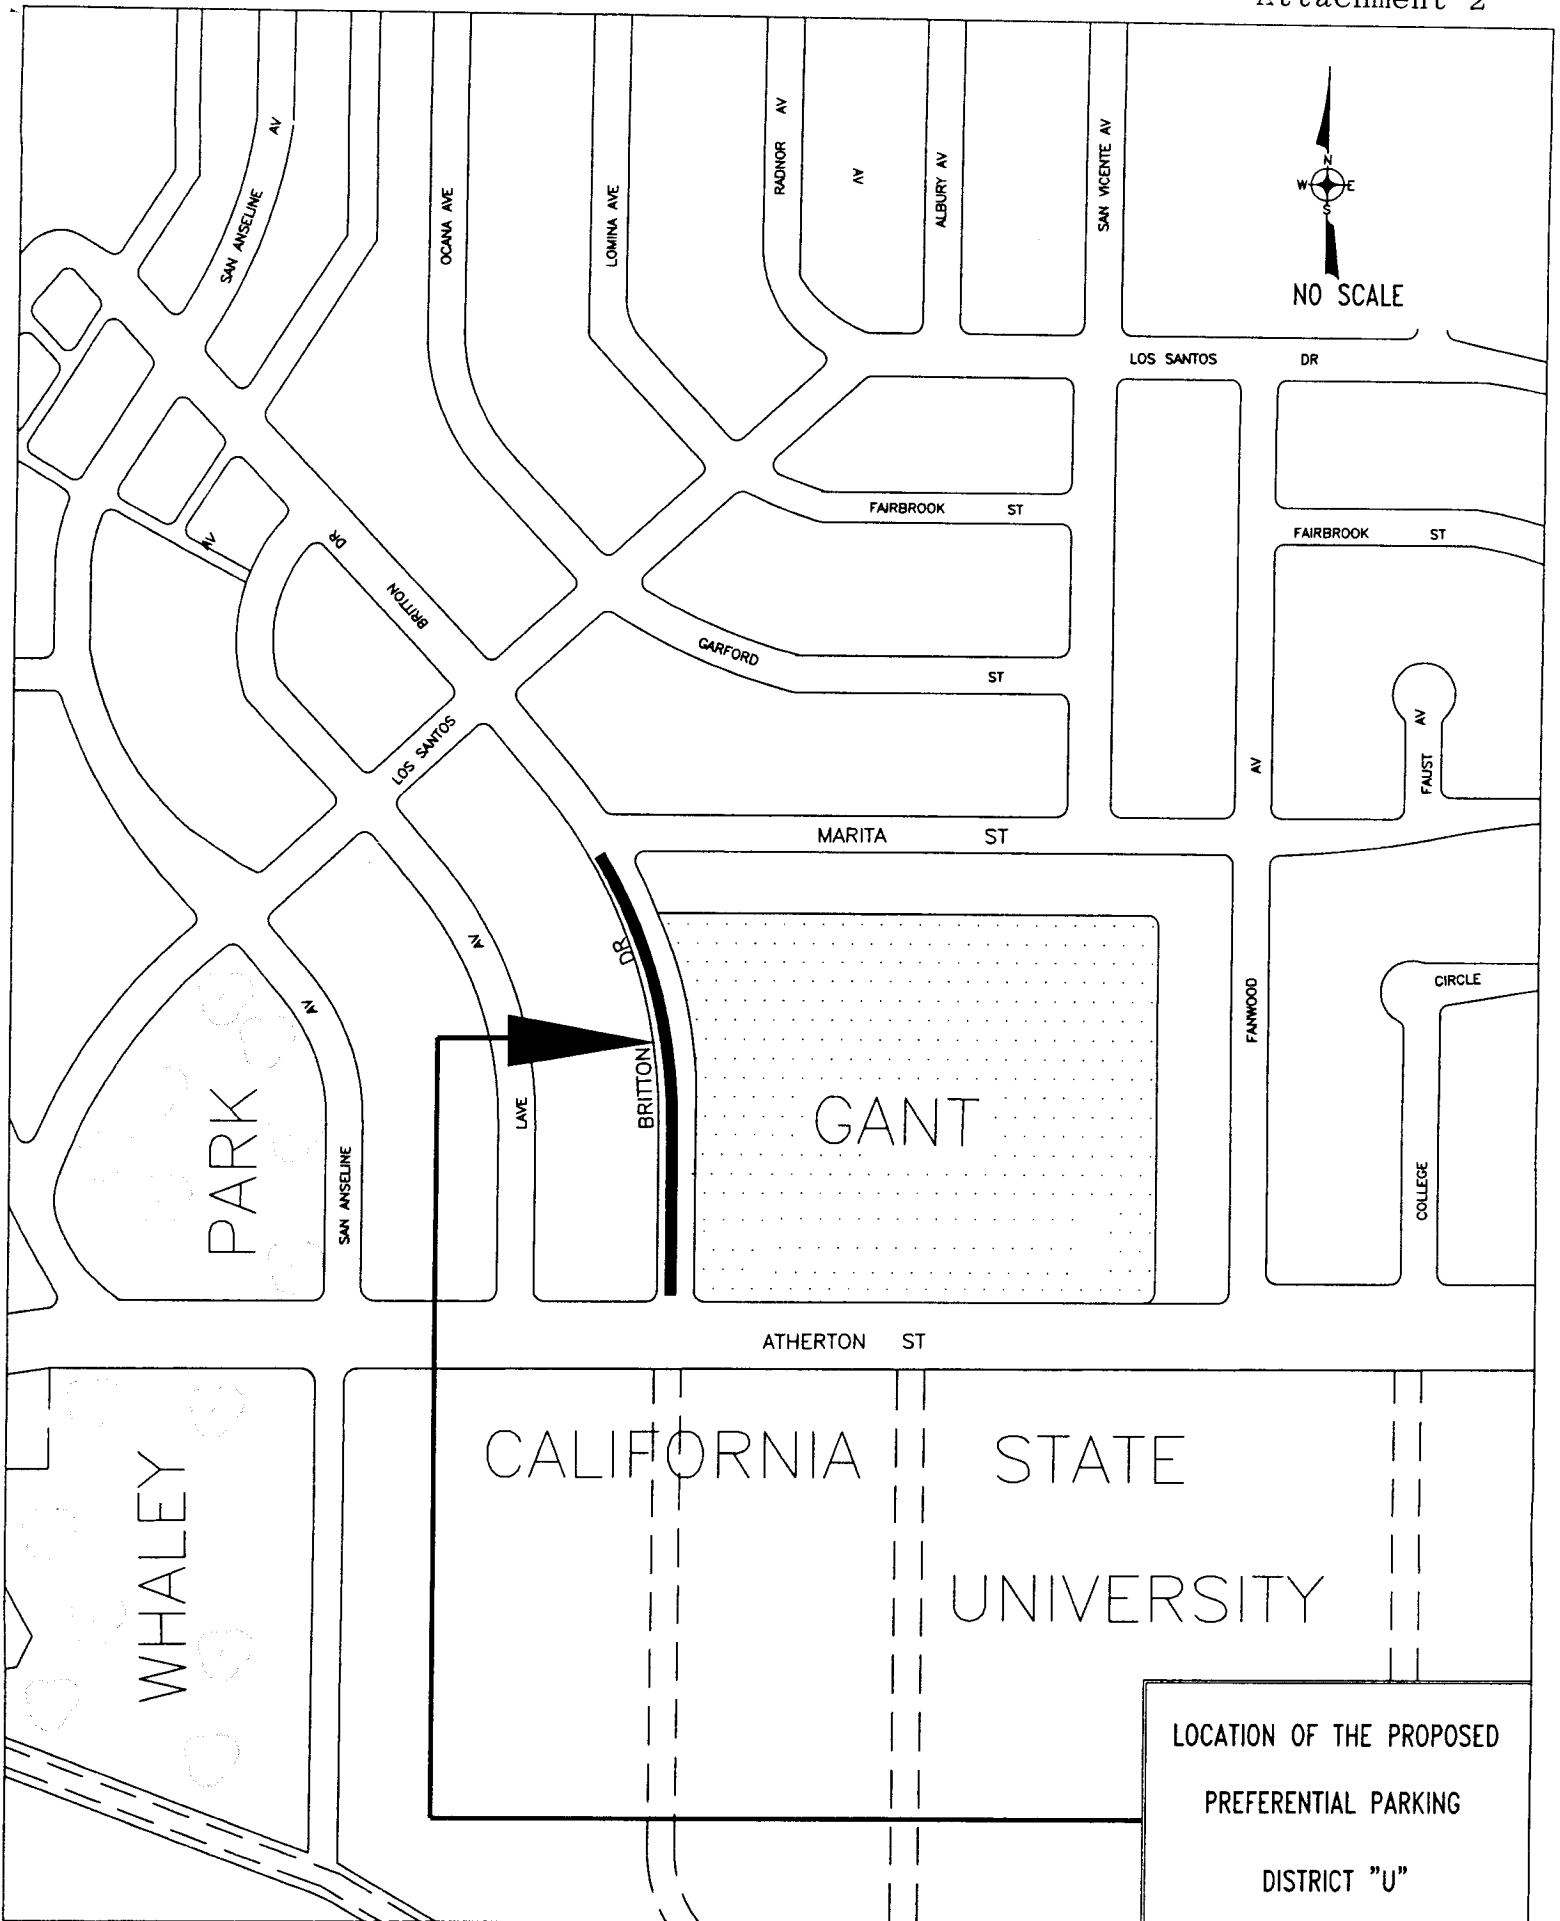 Attachment 2
SAN ANSELINE AV
OCANA AVE
LOMINA AVE
RADNOR AV
AV
ALBURY AV
SAN VICENTE AV
N
W E
S
NO SCALE
LOS SANTOS DR
FAIRBROOK ST
FAIRBROOK ST
AV
BRITTON DR
GARFORD ST
LOS SANTOS
AV
FAUST AV
MARITA ST
AV
AV
BRITTON DR
FANWOOD
CIRCLE
PARK
SAN ANSELINE
LAVE
GANT
COLLEGE
ATHERTON ST
CALIFORNIA STATE
UNIVERSITY
WHALEY
LOCATION OF THE PROPOSED
PREFERENTIAL PARKING
DISTRICT "U"